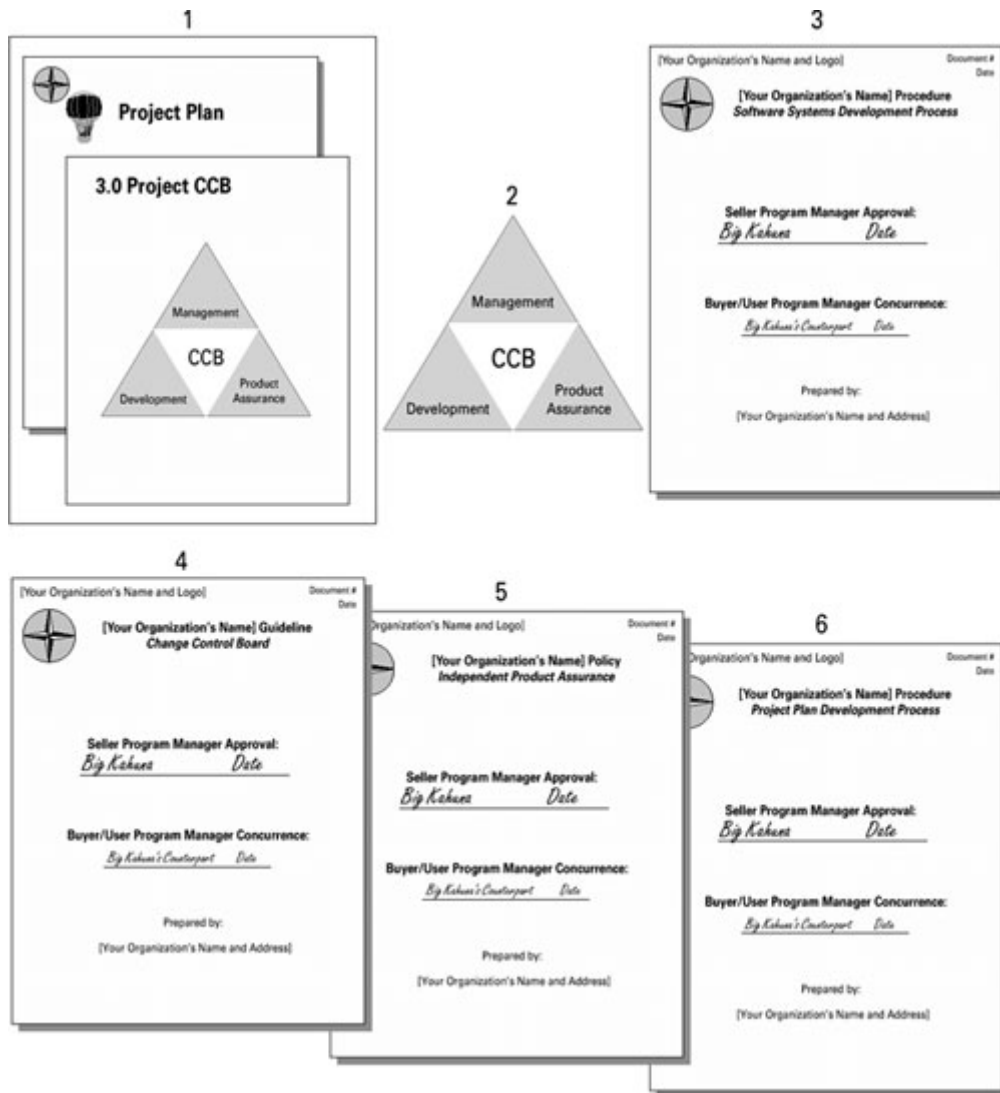 1
Project Plan
3.0 Project CCB
Management
CCB
Development
Product
Assurance
2
Management
CCB
Development
Product
Assurance
3
[Your Organization's Name and Logo]
Document #
Date
[Your Organization's Name] Procedure
Software Systems Development Process
Seller Program Manager Approval:
Big Kahuna Date
Buyer/User Program Manager Concurrence:
Big Kahuna's Counterpart Date
Prepared by:
[Your Organization's Name and Address]
4
[Your Organization's Name and Logo]
Document #
Date
[Your Organization's Name] Guideline
Change Control Board
Seller Program Manager Approval:
Big Kahuna Date
Buyer/User Program Manager Concurrence:
Big Kahuna's Counterpart Date
Prepared by:
[Your Organization's Name and Address]
5
Organization's Name and Logo]
Document #
Date
[Your Organization's Name] Policy
Independent Product Assurance
Seller Program Manager Approval:
Big Kahuna Date
Buyer/User Program Manager Concurrence:
Big Kahuna's Counterpart Date
Prepared by:
[Your Organization's Name and Address]
6
Organization's Name and Logo]
Document #
Date
[Your Organization's Name] Procedure
Project Plan Development Process
Seller Program Manager Approval:
Big Kahuna Date
Buyer/User Program Manager Concurrence:
Big Kahuna's Counterpart Date
Prepared by:
[Your Organization's Name and Address]